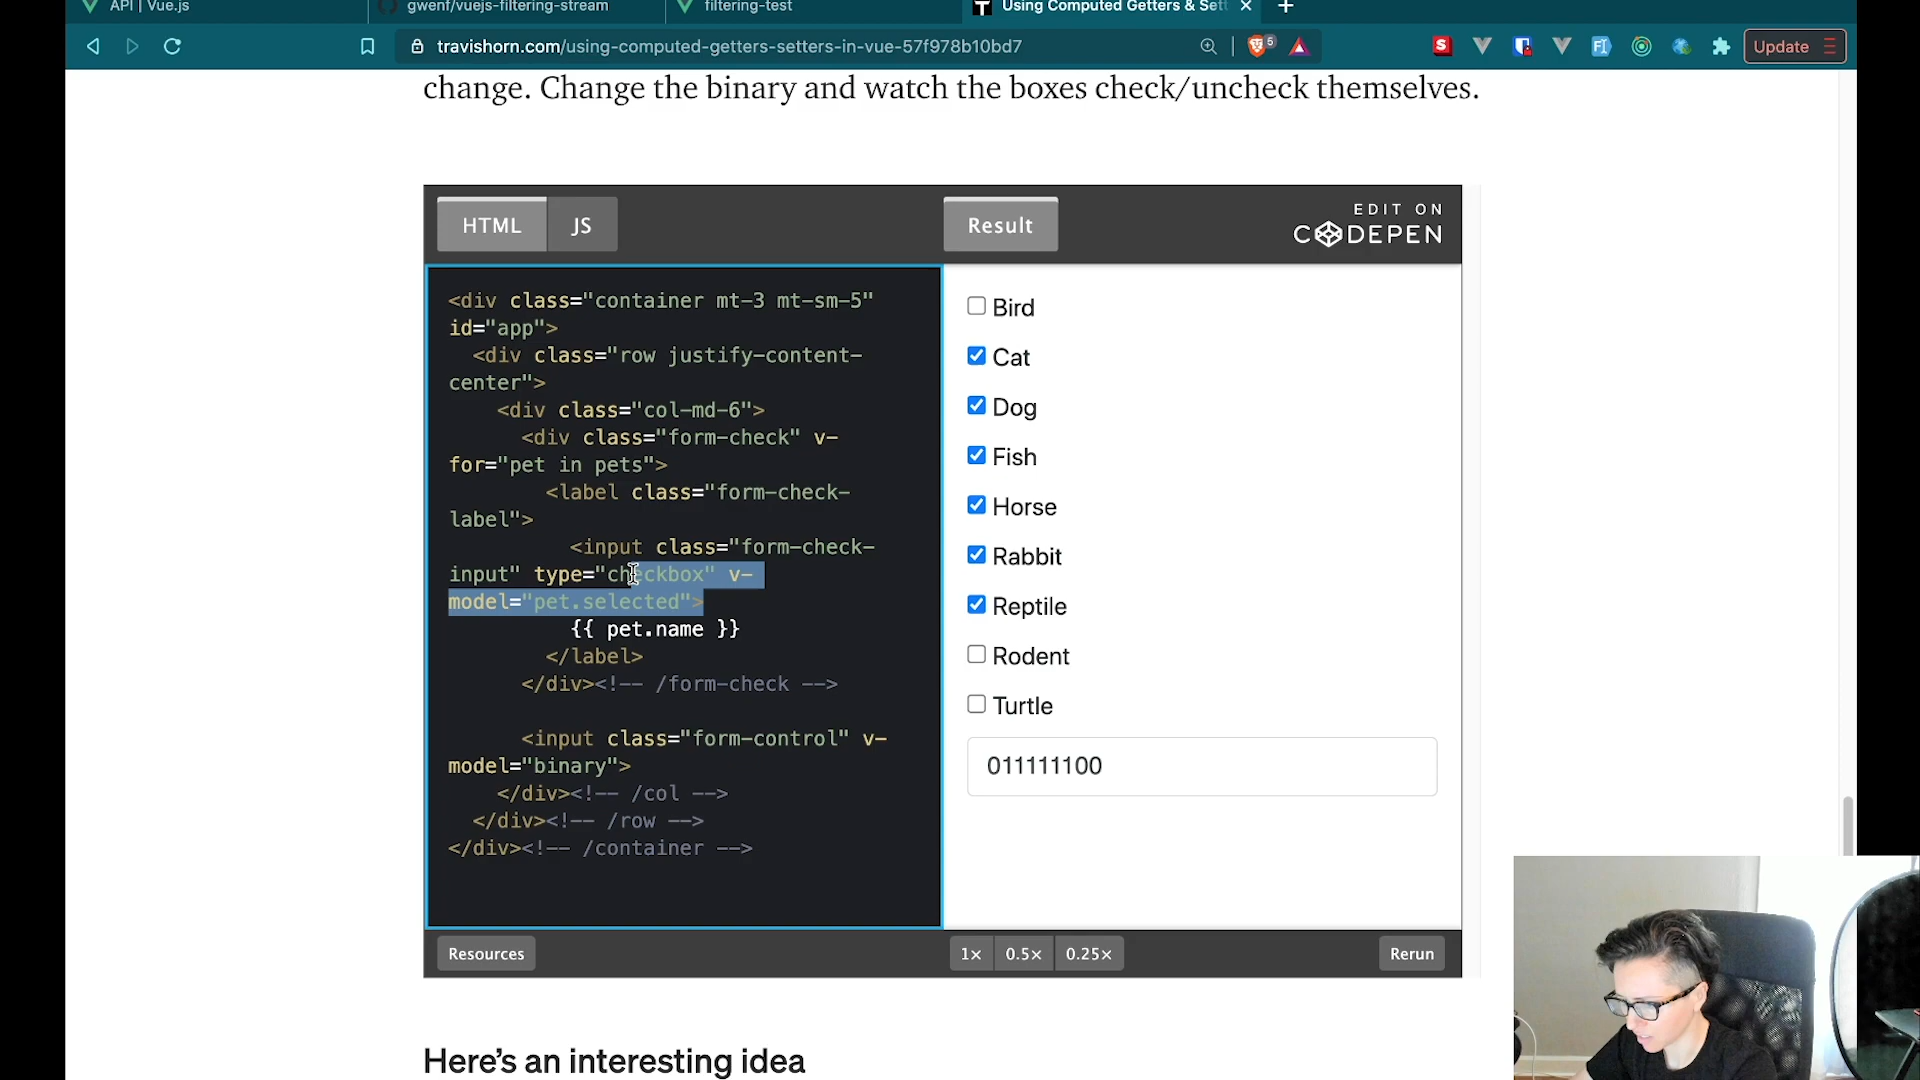 API | Vue.js
gwenf/vuejs-filtering-stream
filtering-test
Using Computed Getters & Sett
travishorn.com/using-computed-getters-setters-in-vue-57f978b10bd7
6
S
FI
Update
change. Change the binary and watch the boxes check/uncheck themselves.
HTML
JS
Result
EDIT ON
CODEPEN
<div class="container mt-3 mt-sm-5"
id="app">
<div class="row justify-content-
center">
<div class="col-md-6">
<div class="form-check" v-
for="pet in pets">
<label class="form-check-
label">
<input class="form-check-
input" type="checkbox" v-
model="pet.selected">
{{ pet.name }}
</label>
</div><!-- /form-check -->
<input class="form-control" v-
model="binary">
</div><!-- /col -->
</div><!-- /row -->
</div><!-- /container -->
Bird
Cat
Dog
Fish
Horse
Rabbit
Reptile
Rodent
Turtle
011111100
Resources
1×
0.5×
0.25×
Rerun
Here's an interesting idea